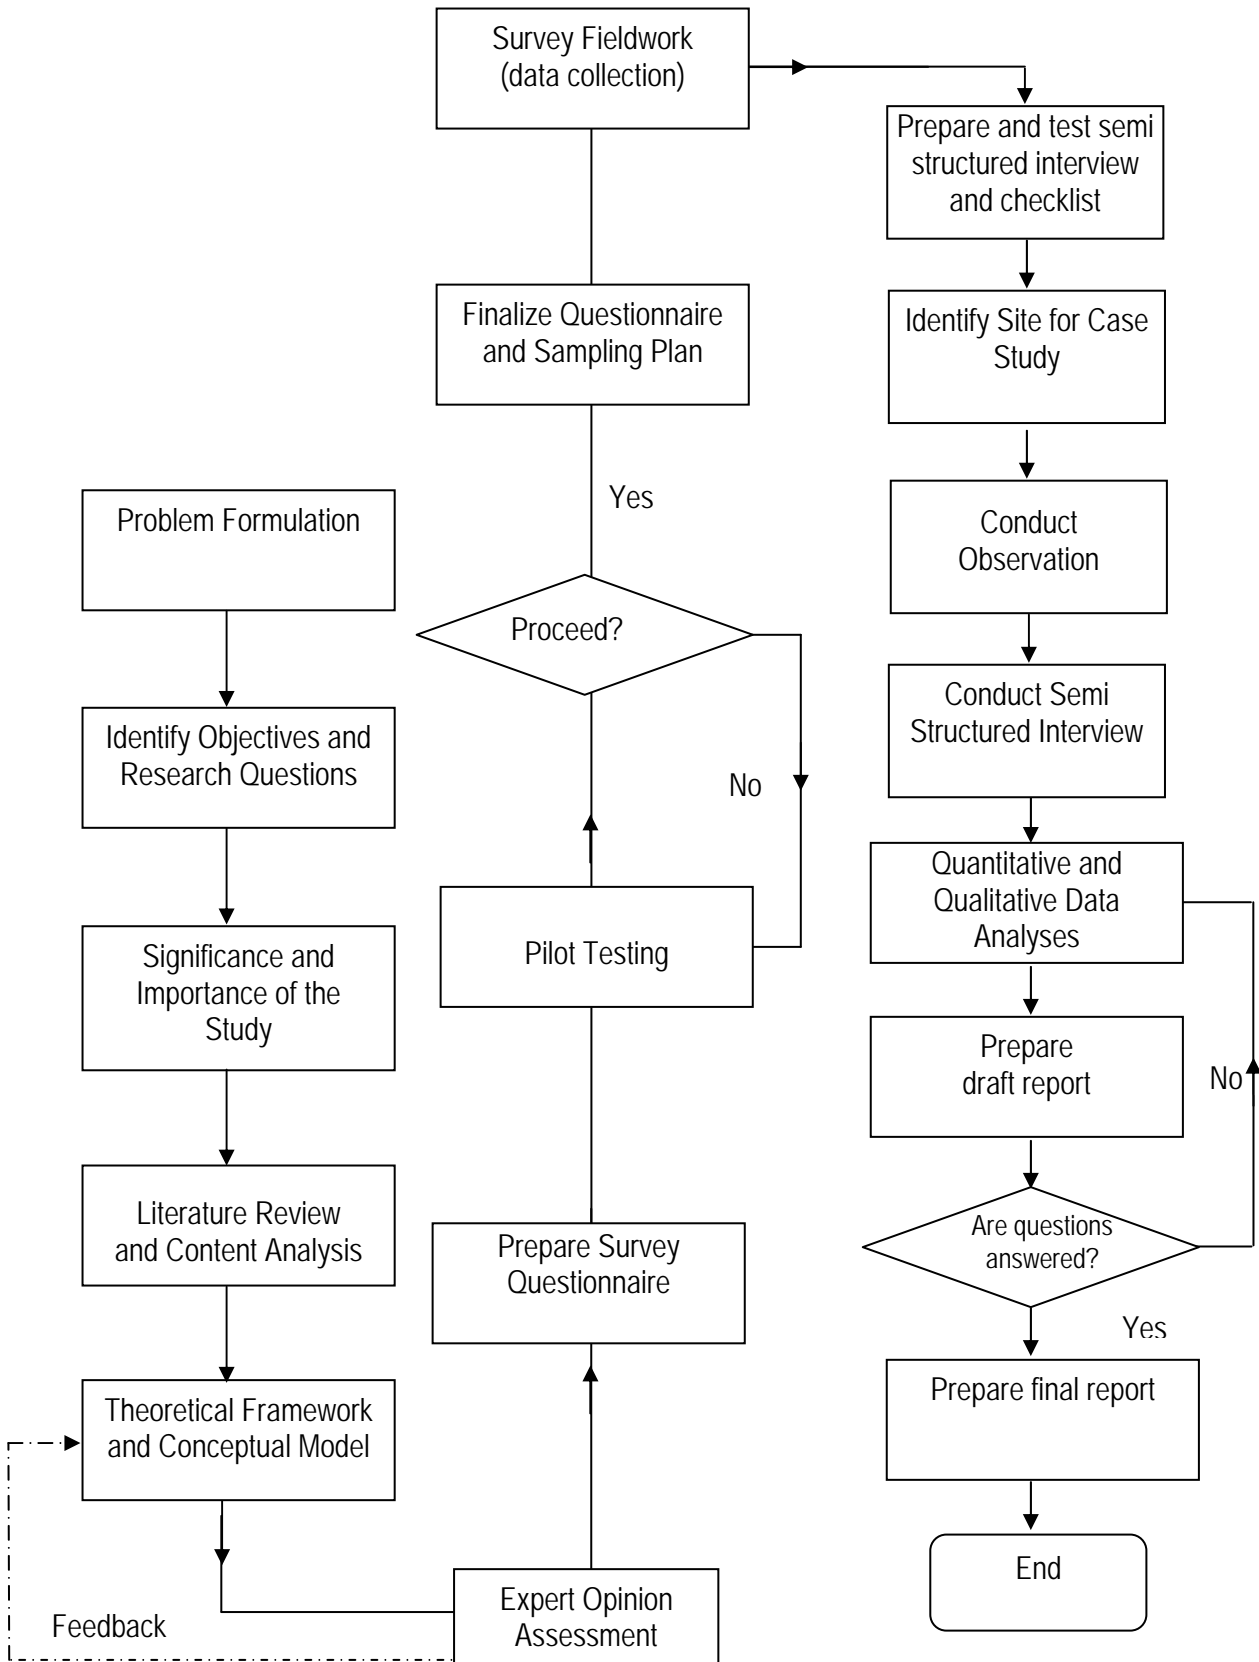 Problem Formulation
Identify Objectives and
Research Questions
Significance and
Importance of the
Study
Literature Review
and Content Analysis
Theoretical Framework
and Conceptual Model
Feedback
Expert Opinion
Assessment
Prepare Survey
Questionnaire
Pilot Testing
Proceed?
No
Yes
Finalize Questionnaire
and Sampling Plan
Survey Fieldwork
(data collection)
Prepare and test semi
structured interview
and checklist
Identify Site for Case
Study
Conduct
Observation
Conduct Semi
Structured Interview
Quantitative and
Qualitative Data
Analyses
Prepare
draft report
No
Are questions
answered?
Yes
Prepare final report
End